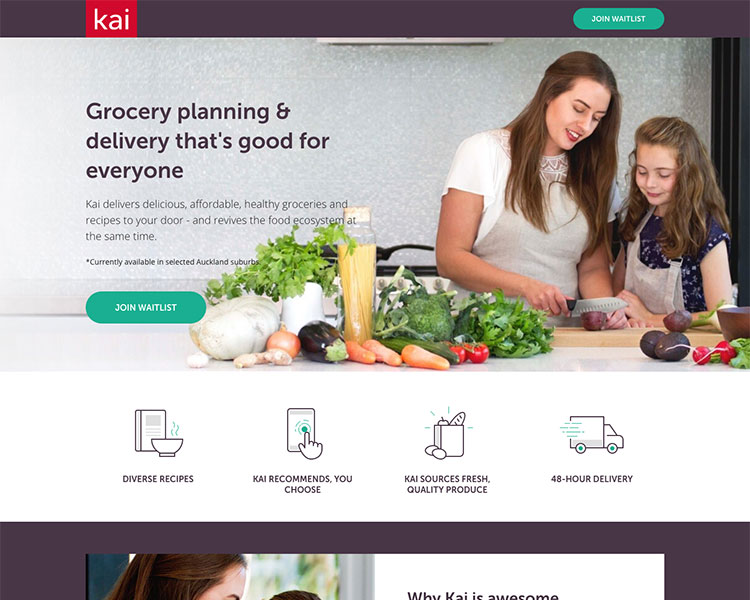 kai
JOIN WAITLIST
Grocery planning &
delivery that's good for
everyone
Kai delivers delicious, affordable, healthy groceries and
recipes to your door - and revives the food ecosystem at
the same time.
*Currently available in selected Auckland suburbs.
JOIN WAITLIST
DIVERSE RECIPES
KAI RECOMMENDS, YOU
CHOOSE
KAI SOURCES FRESH,
QUALITY PRODUCE
48-HOUR DELIVERY
Why Kai is awesome